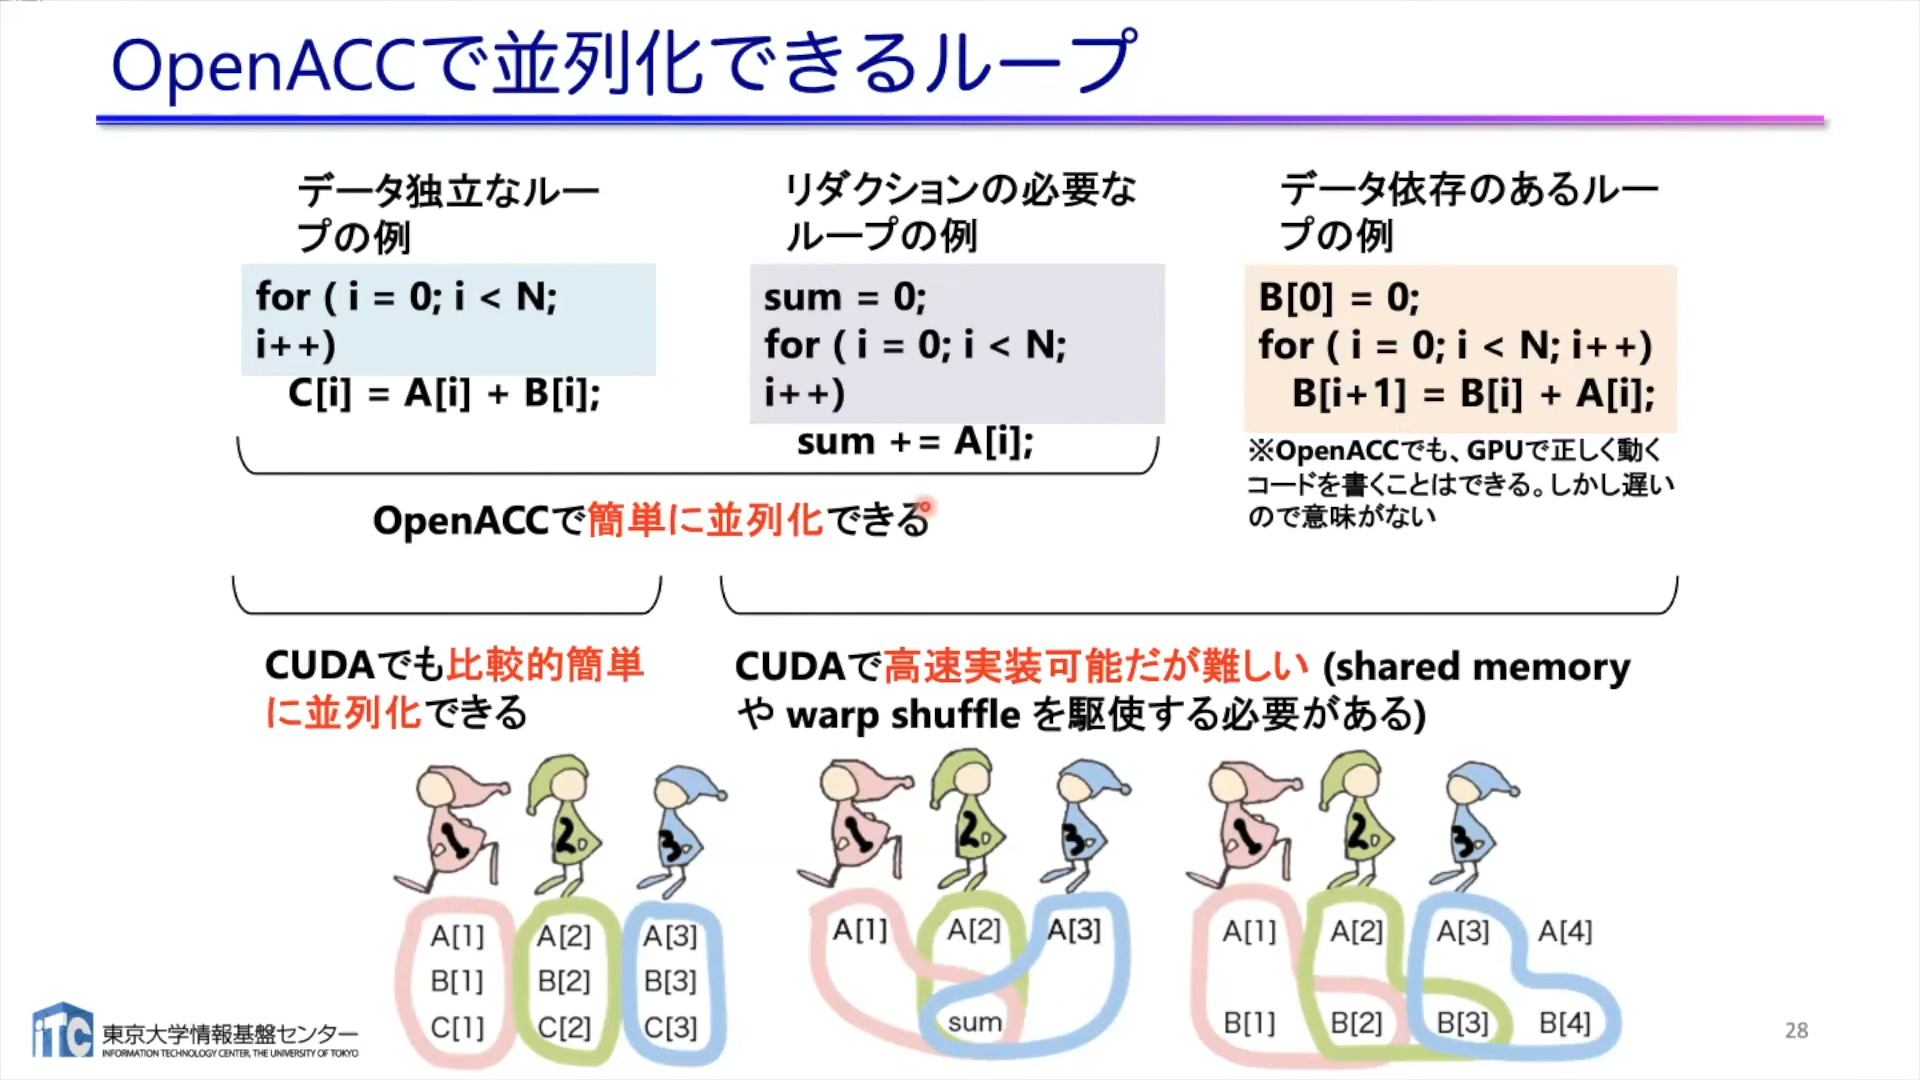 OpenACCで並列化できるループ
データ独立なルー
プの例
for ( i = 0; i < N;
i++)
C[i] = A[i] + B[i];
リダクションの必要な
ループの例
sum = 0;
for ( i = 0; i < N;
i++)
sum += A[i];
データ依存のあるルー
プの例
B[0] = 0;
for ( i = 0; i < N; i++)
B[i+1] = B[i] + A[i];
※OpenACCでも、GPUで正しく動く
コードを書くことはできる。しかし遅い
ので意味がない
OpenACCで簡単に並列化できる
CUDAでも比較的簡単
に並列化できる
CUDAで高速実装可能だが難しい (shared memory
や warp shuffle を駆使する必要がある)
1 2 3
A[1] A[2] A[3]
B[1] B[2] B[3]
C[1] C[2] C[3]
1 2 3
A[1] A[2] A[3]
sum
1 2 3
A[1] A[2] A[3] A[4]
B[1] B[2] B[3] B[4]
iTC 東京大学情報基盤センター
INFORMATION TECHNOLOGY CENTER, THE UNIVERSITY OF TOKYO
28